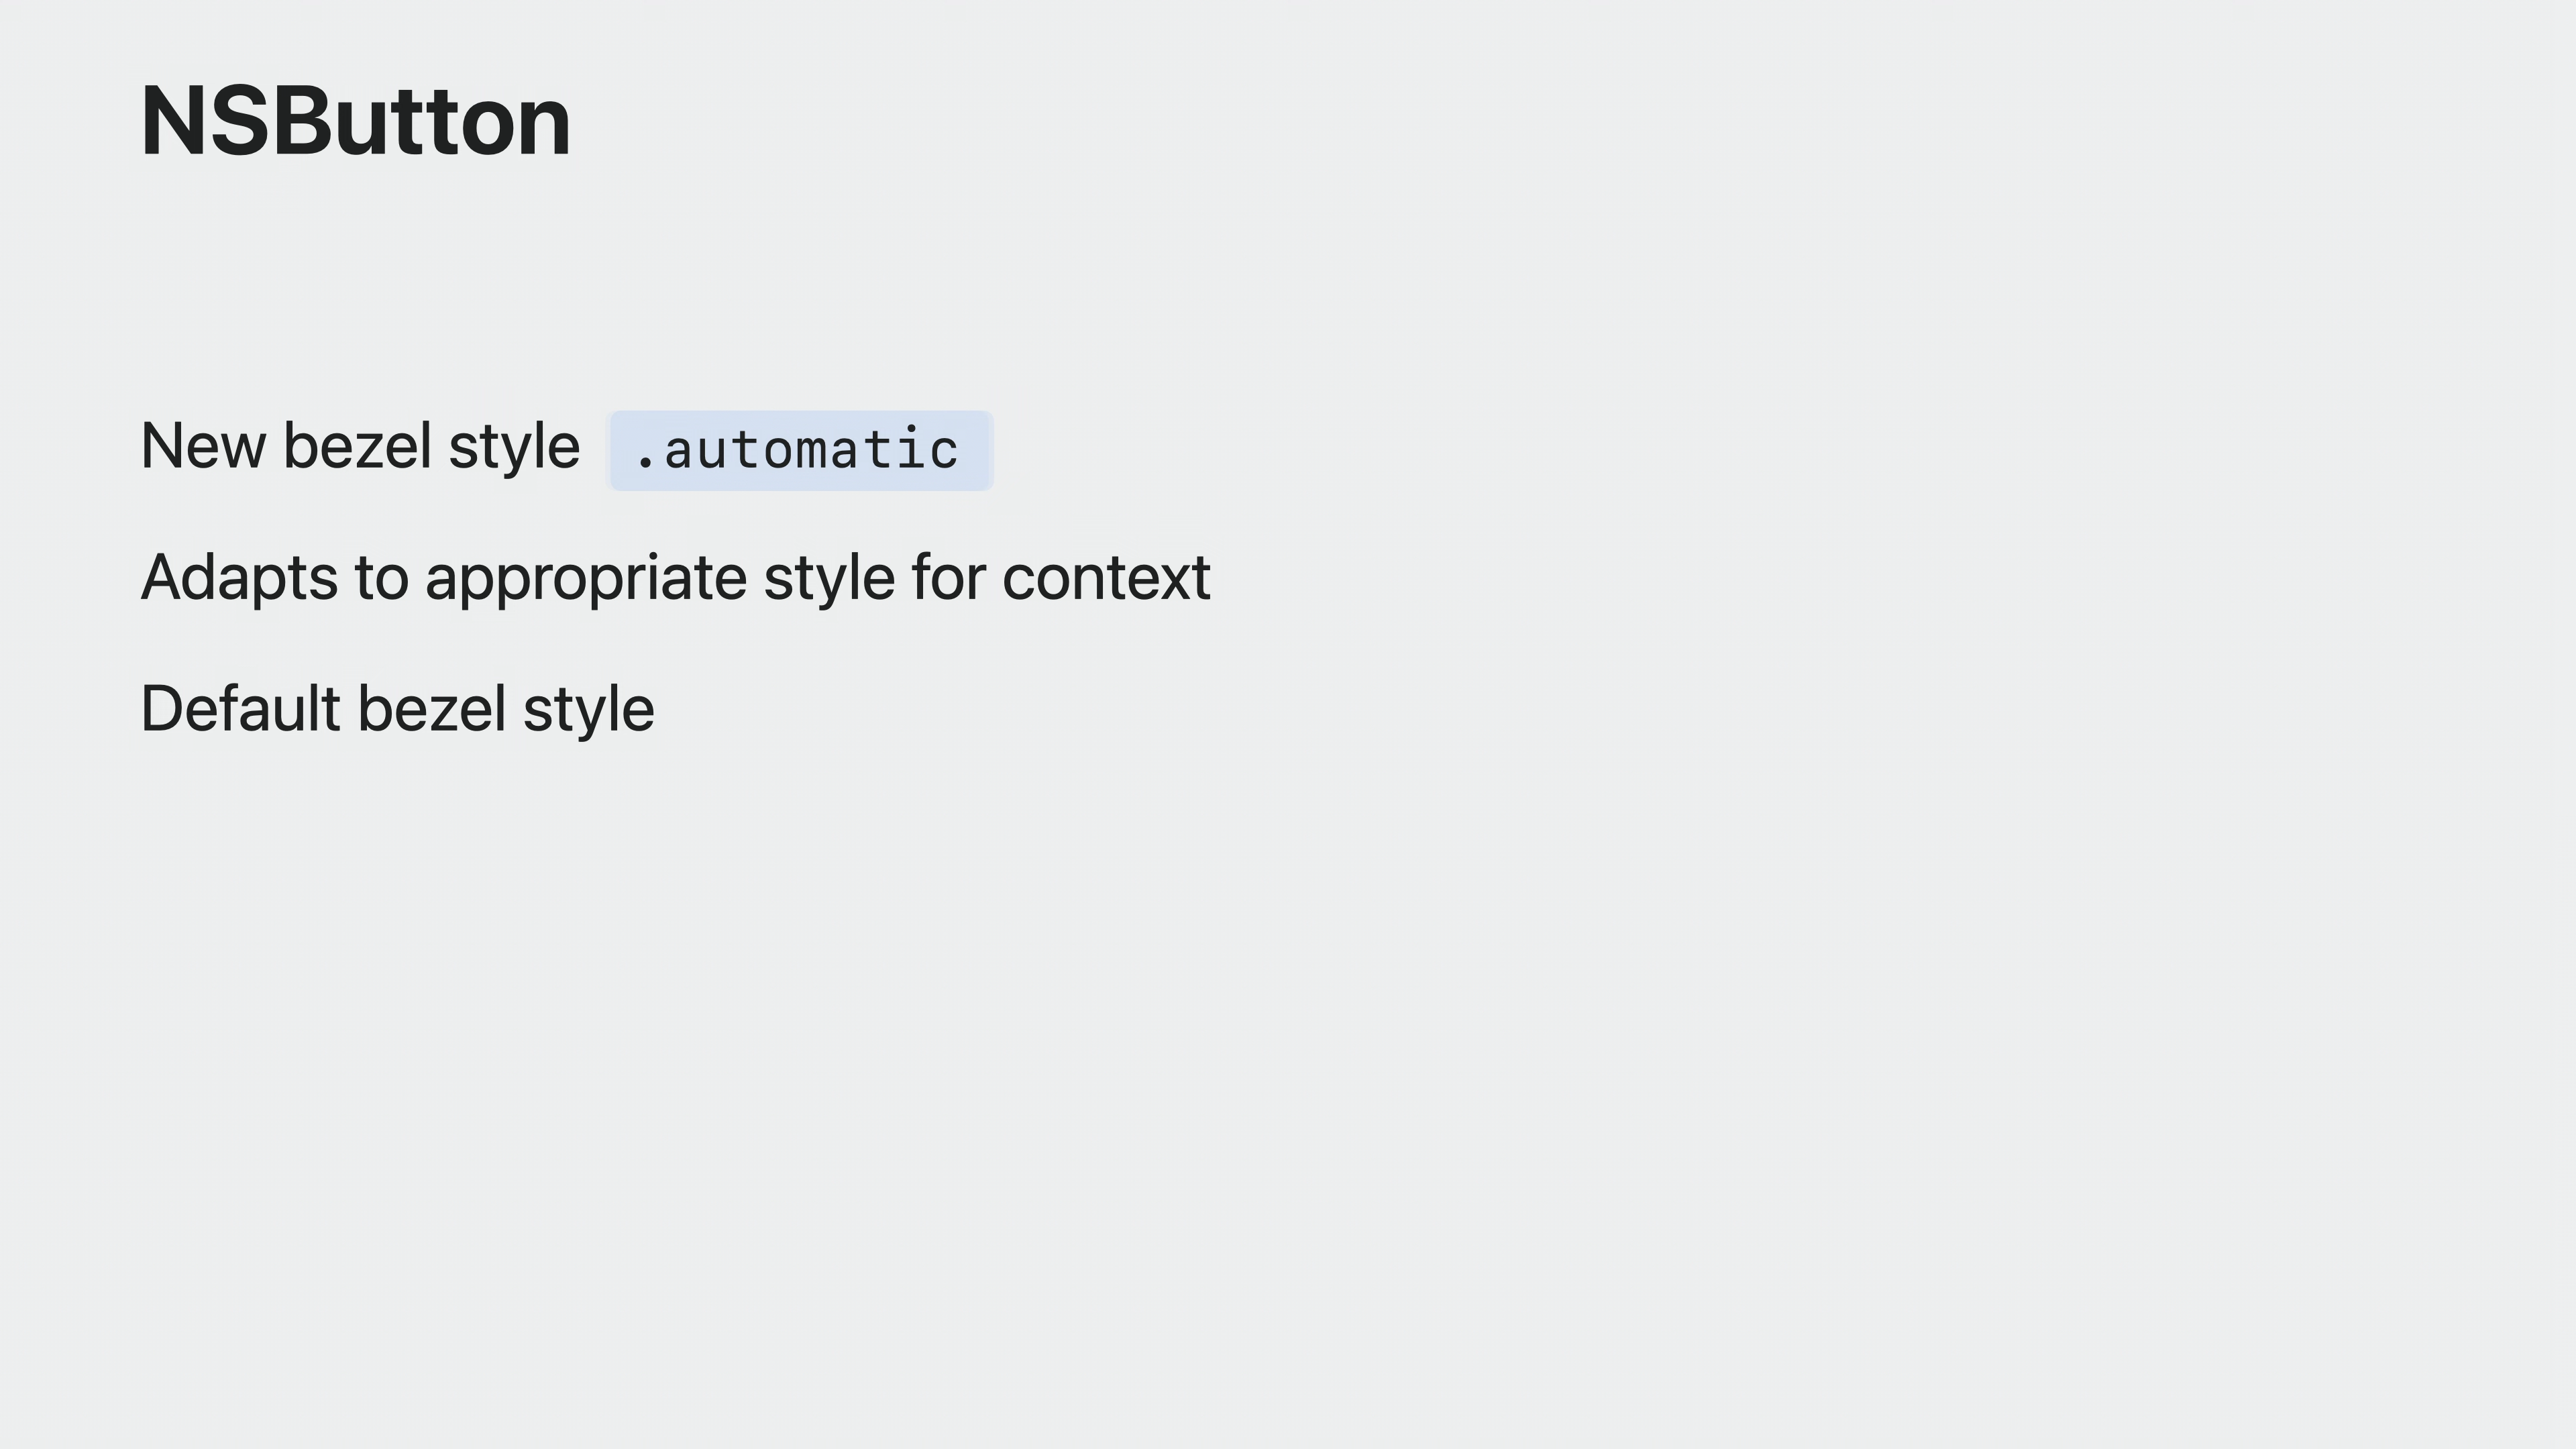 NSButton
New bezel style .automatic
Adapts to appropriate style for context
Default bezel style